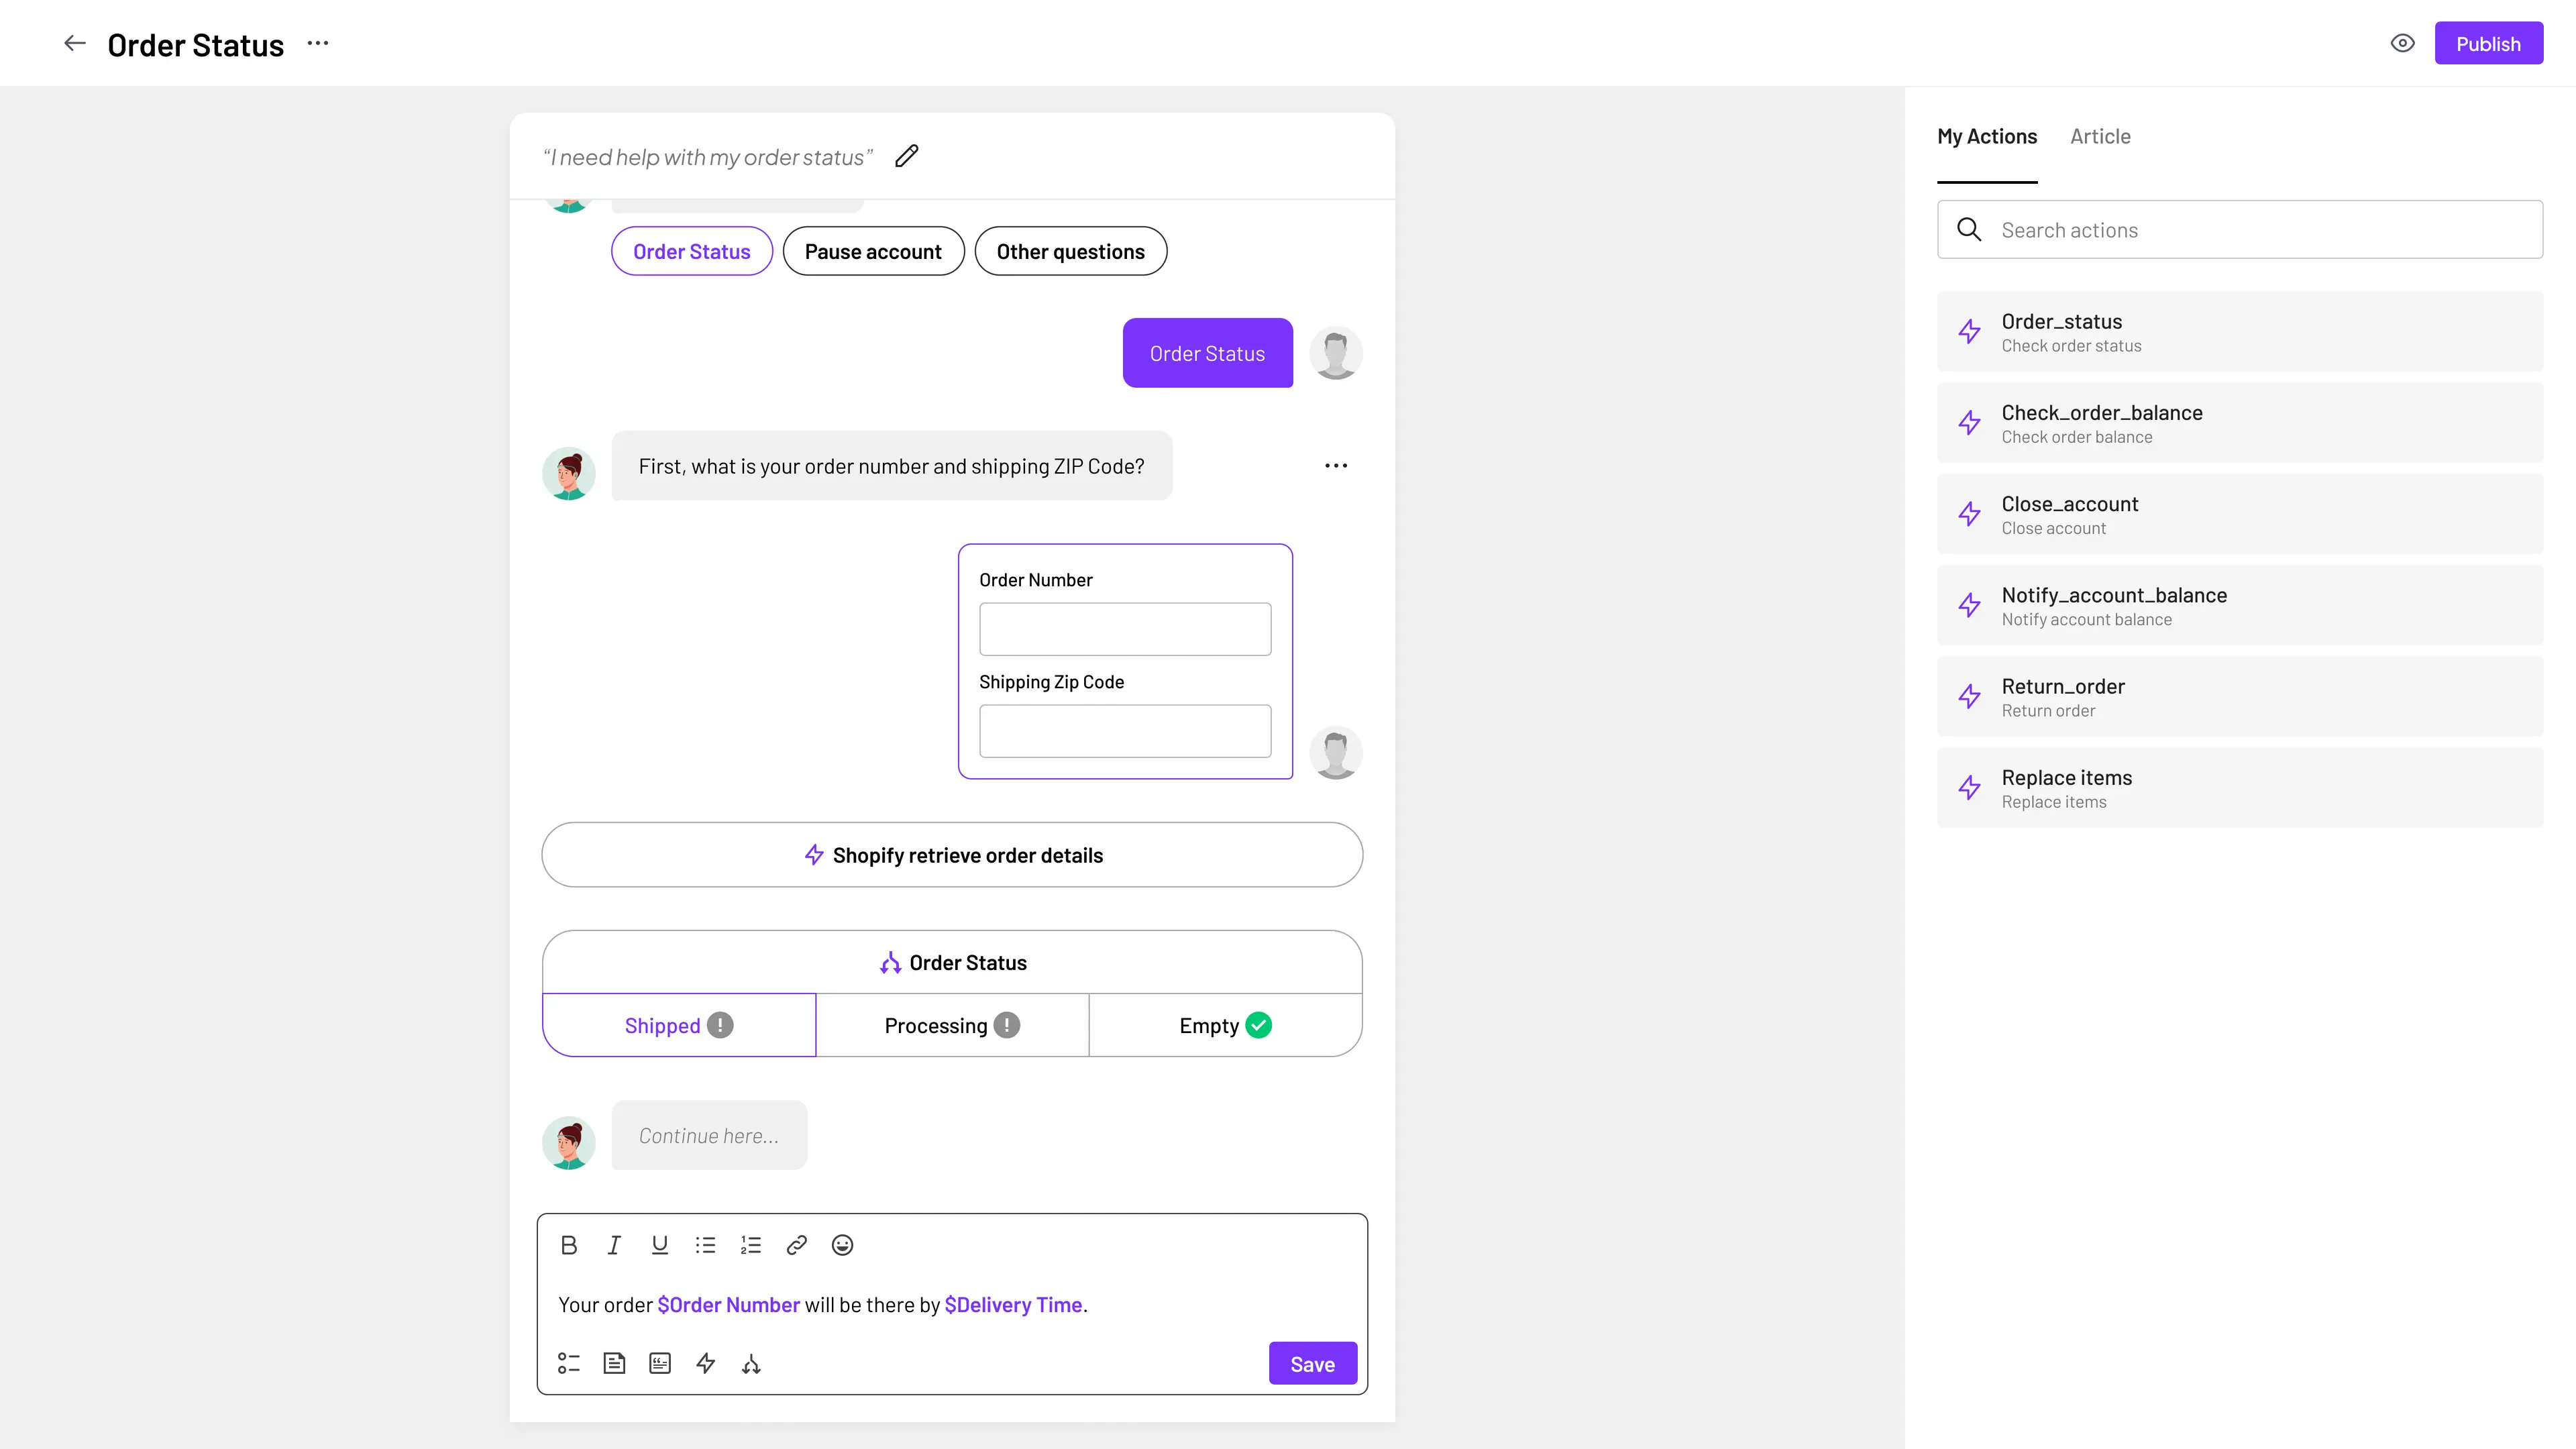 Order Status
Publish
“I need help with my order status”
Order Status
Pause account
Other questions
Order Status
First, what is your order number and shipping ZIP Code?
Order Number
Shipping Zip Code
Shopify retrieve order details
Order Status
Shipped
Processing
Empty
Continue here...
Your order $Order Number will be there by $Delivery Time.
Save
My Actions
Article
Search actions
Order_status
Check order status
Check_order_balance
Check order balance
Close_account
Close account
Notify_account_balance
Notify account balance
Return_order
Return order
Replace items
Replace items